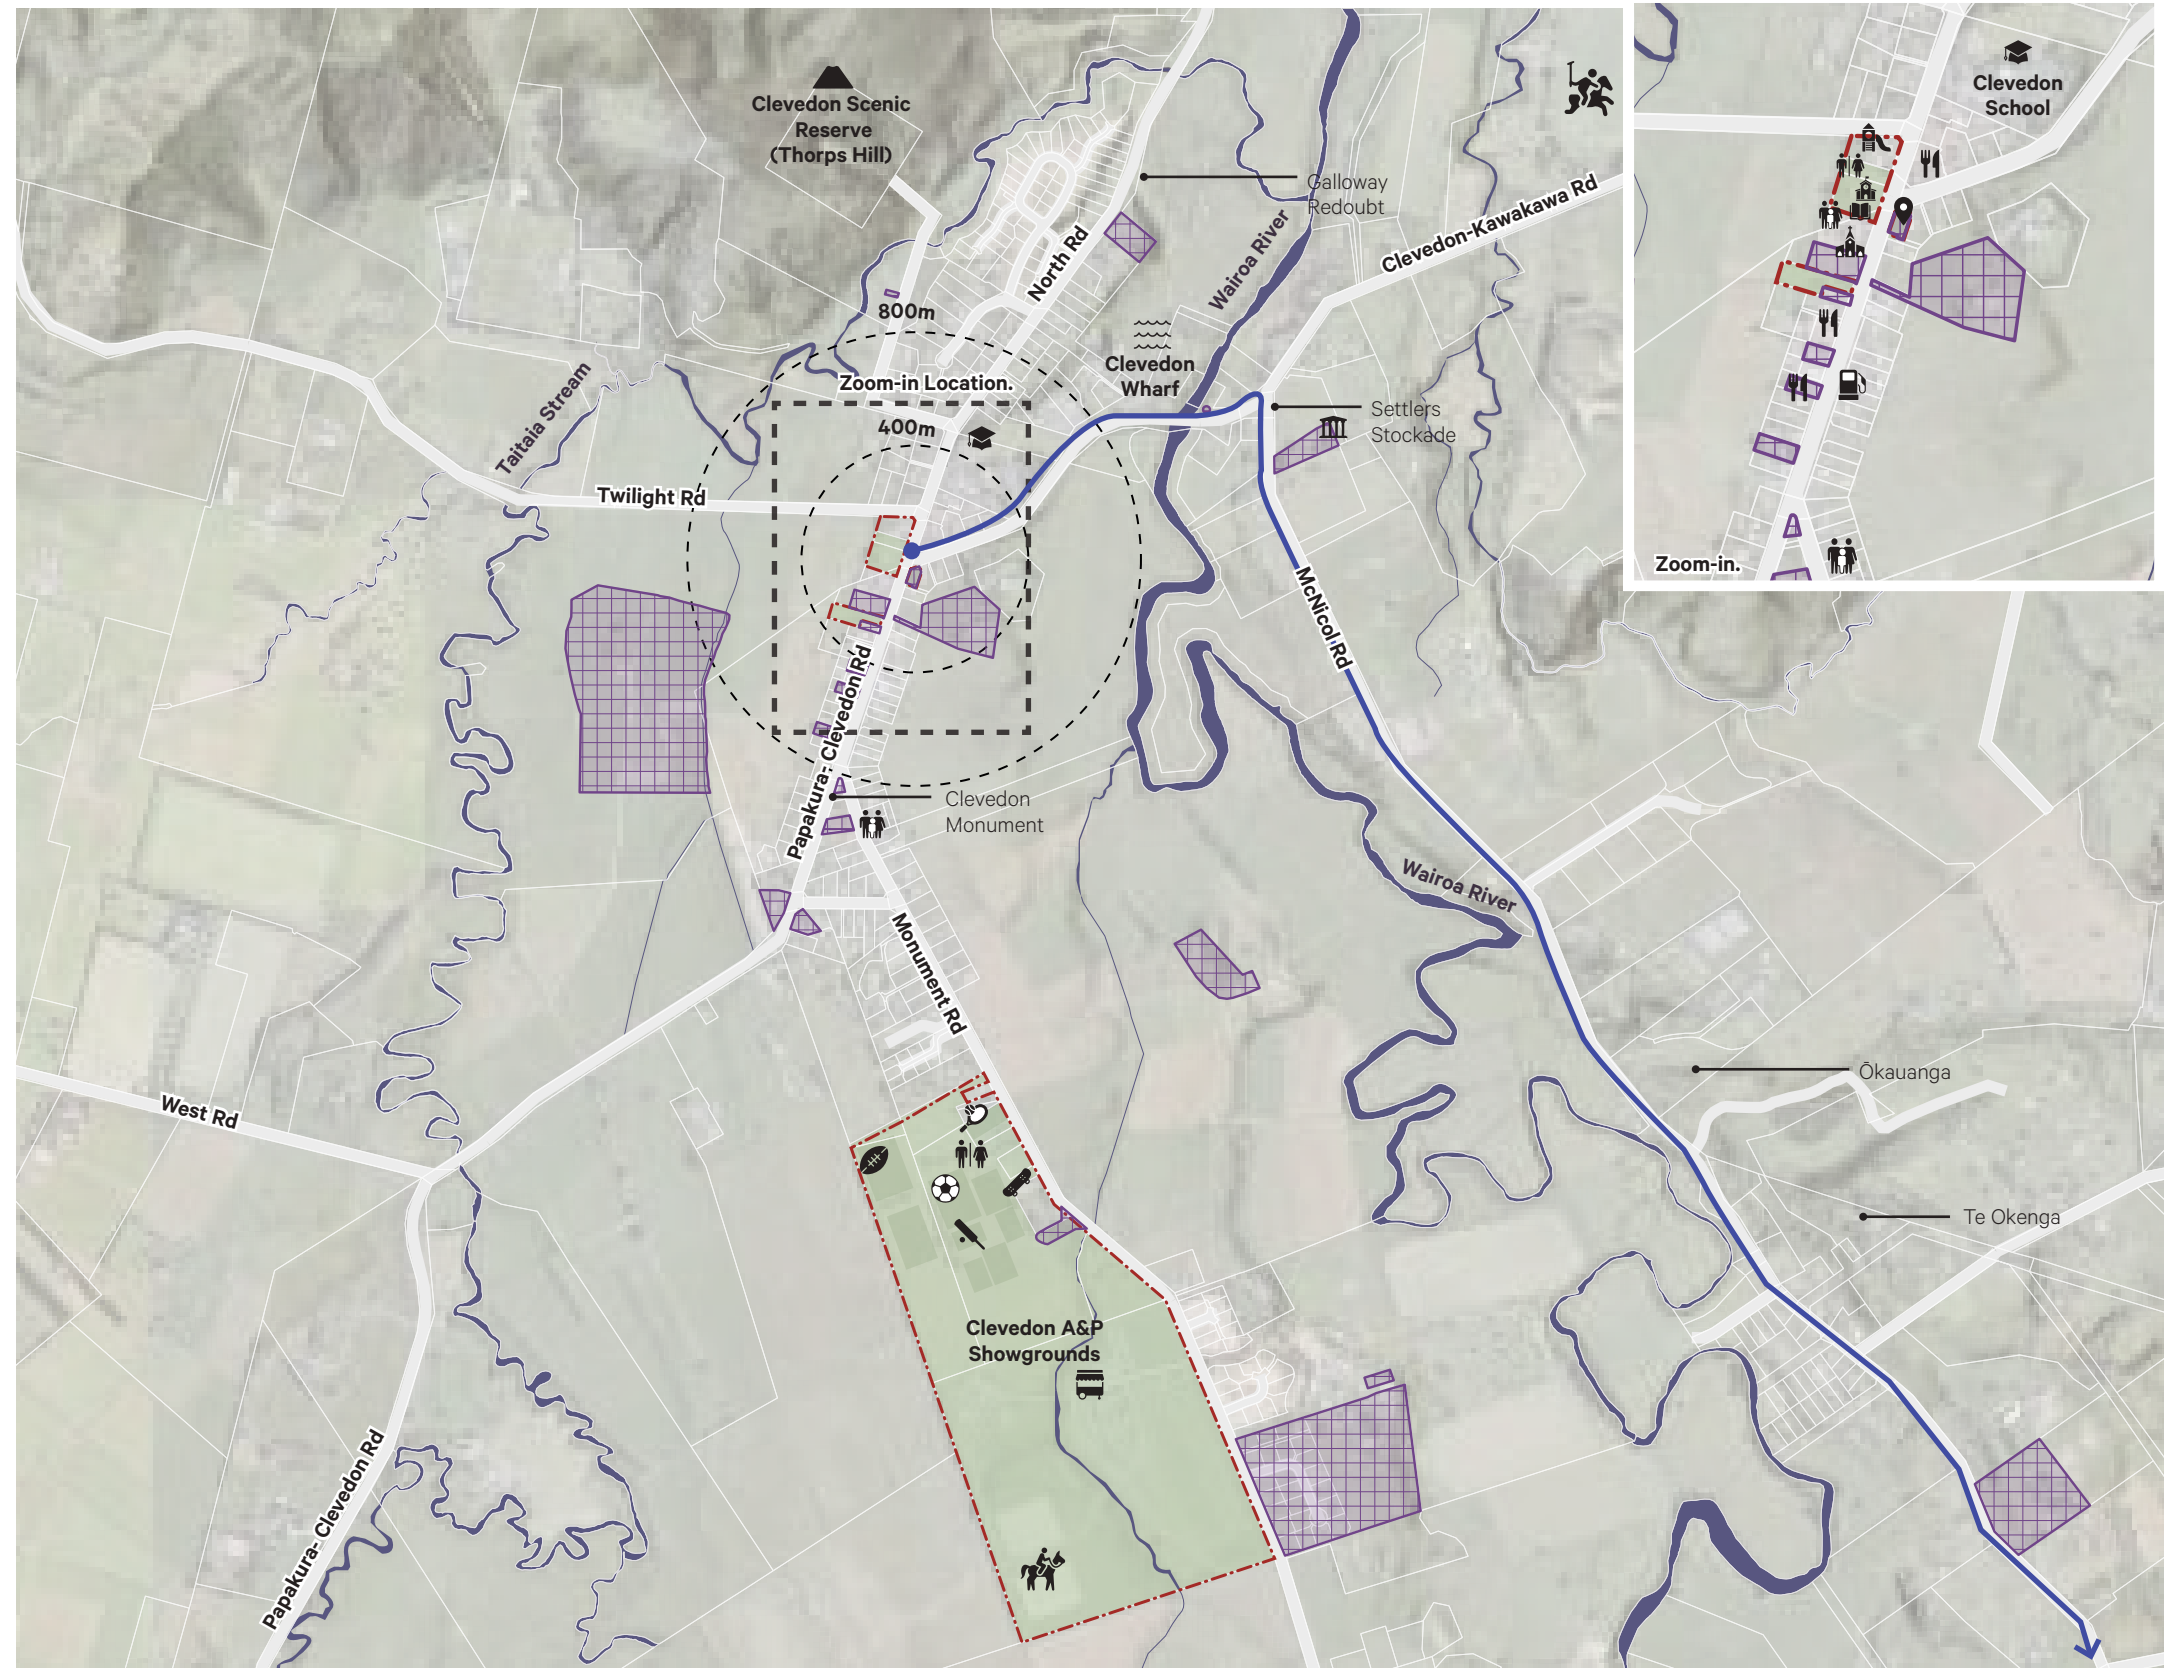 Clevedon Scenic
Reserve
(Thorps Hill)
Galloway
Redoubt
Clevedon
School
North Rd
Wairoa River
Clevedon-Kawakawa Rd
800m
Clevedon
Wharf
Taitaia Stream
Zoom-in Location.
400m
Settlers
Stockade
Twilight Rd
Zoom-in.
McNicol Rd
Papakura- Clevedon Rd
Clevedon
Monument
Wairoa River
Monument Rd
Ōkauanga
West Rd
Te Okenga
Clevedon A&P
Showgrounds
Papakura- Clevedon Rd